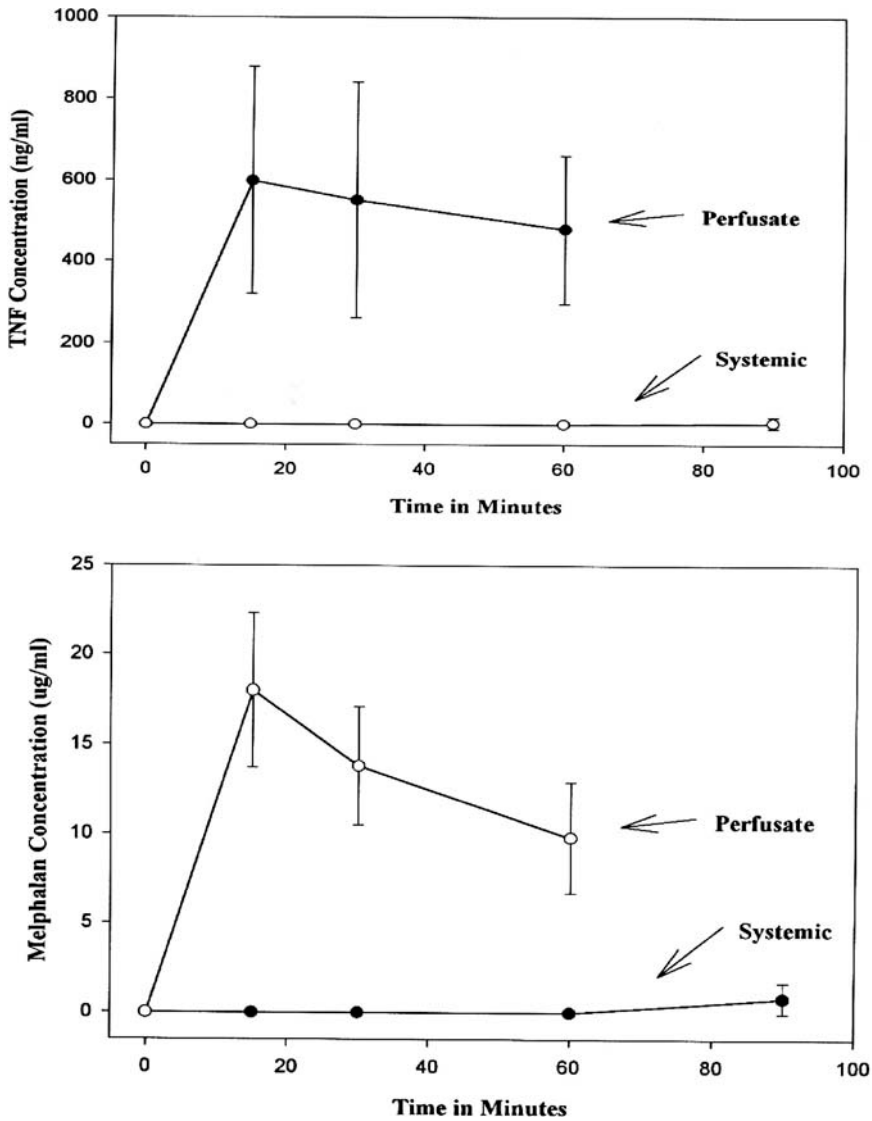 1000
800
600
400
200
0
TNF Concentration (ng/ml)
Perfusate
Systemic
0 20 40 60 80 100
Time in Minutes
25
20
15
10
5
0
Melphalan Concentration (ug/ml)
Perfusate
Systemic
0 20 40 60 80 100
Time in Minutes